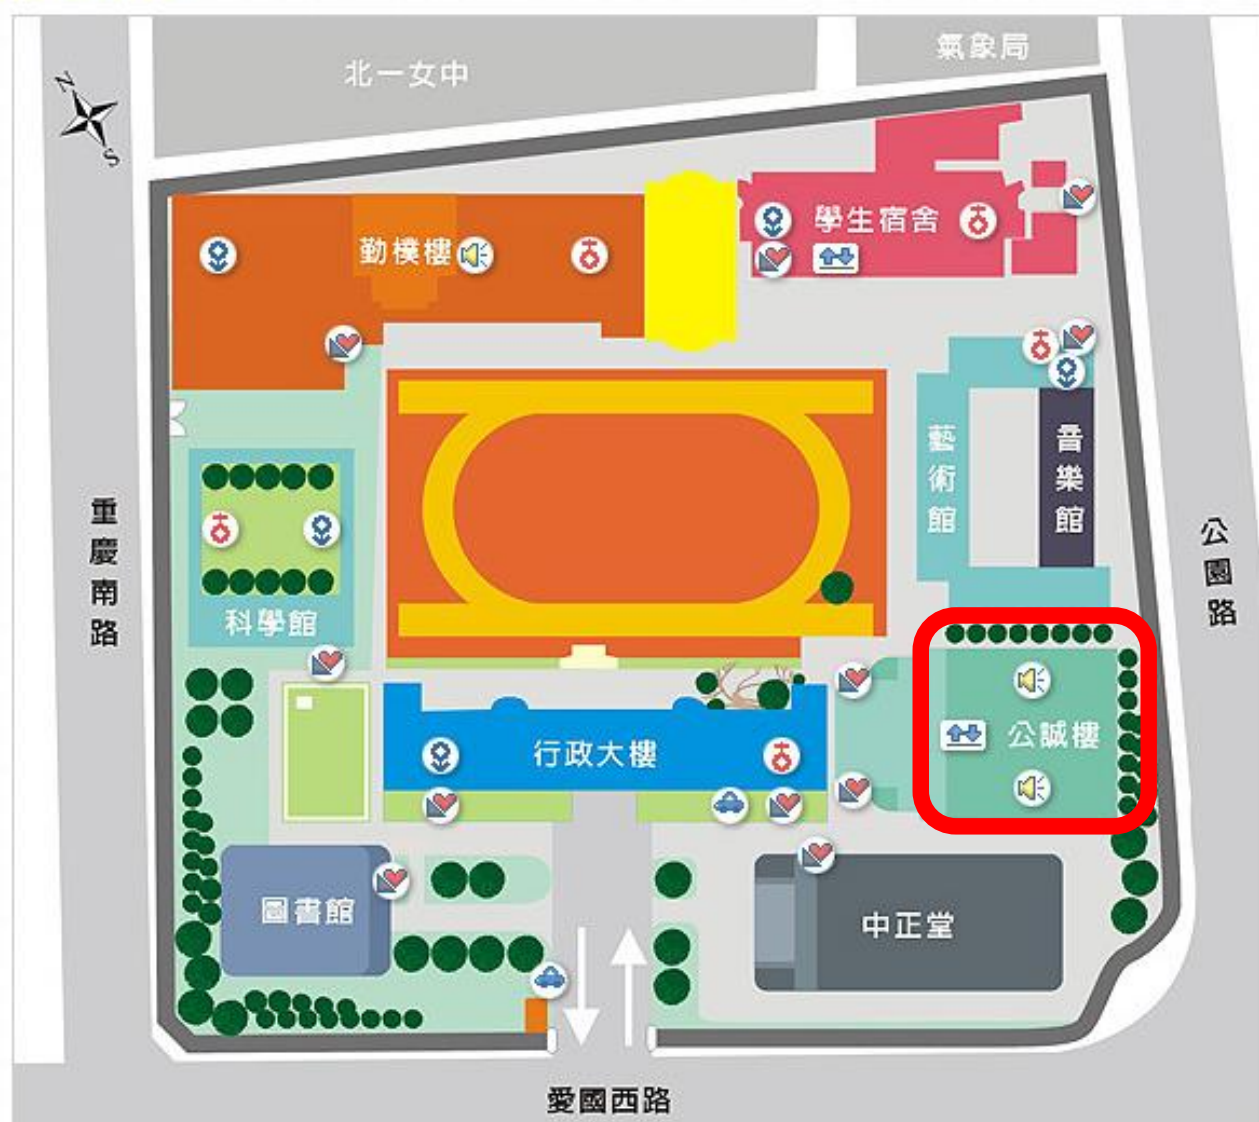 氣象局
北一女中
N
S
學生宿舍
勤樸樓
藝術館
音樂館
重慶南路
公園路
科學館
公誠樓
行政大樓
圖書館
中正堂
愛國西路